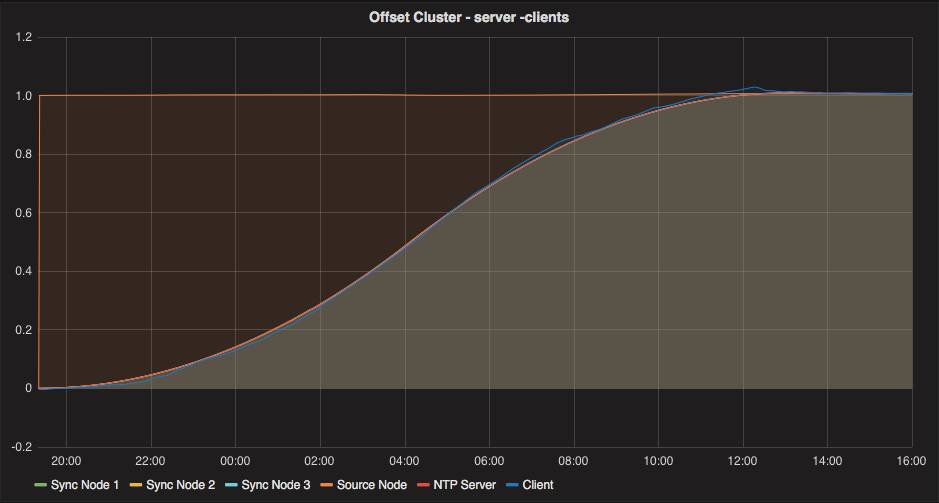 Offset Cluster - server -clients
1.2
1.0
0.8
0.6
0.4
0.2
0
-0.2
20:00 22:00 00:00 02:00 04:00 06:00 08:00 10:00 12:00 14:00 16:00
Sync Node 1 Sync Node 2 Sync Node 3 Source Node NTP Server Client